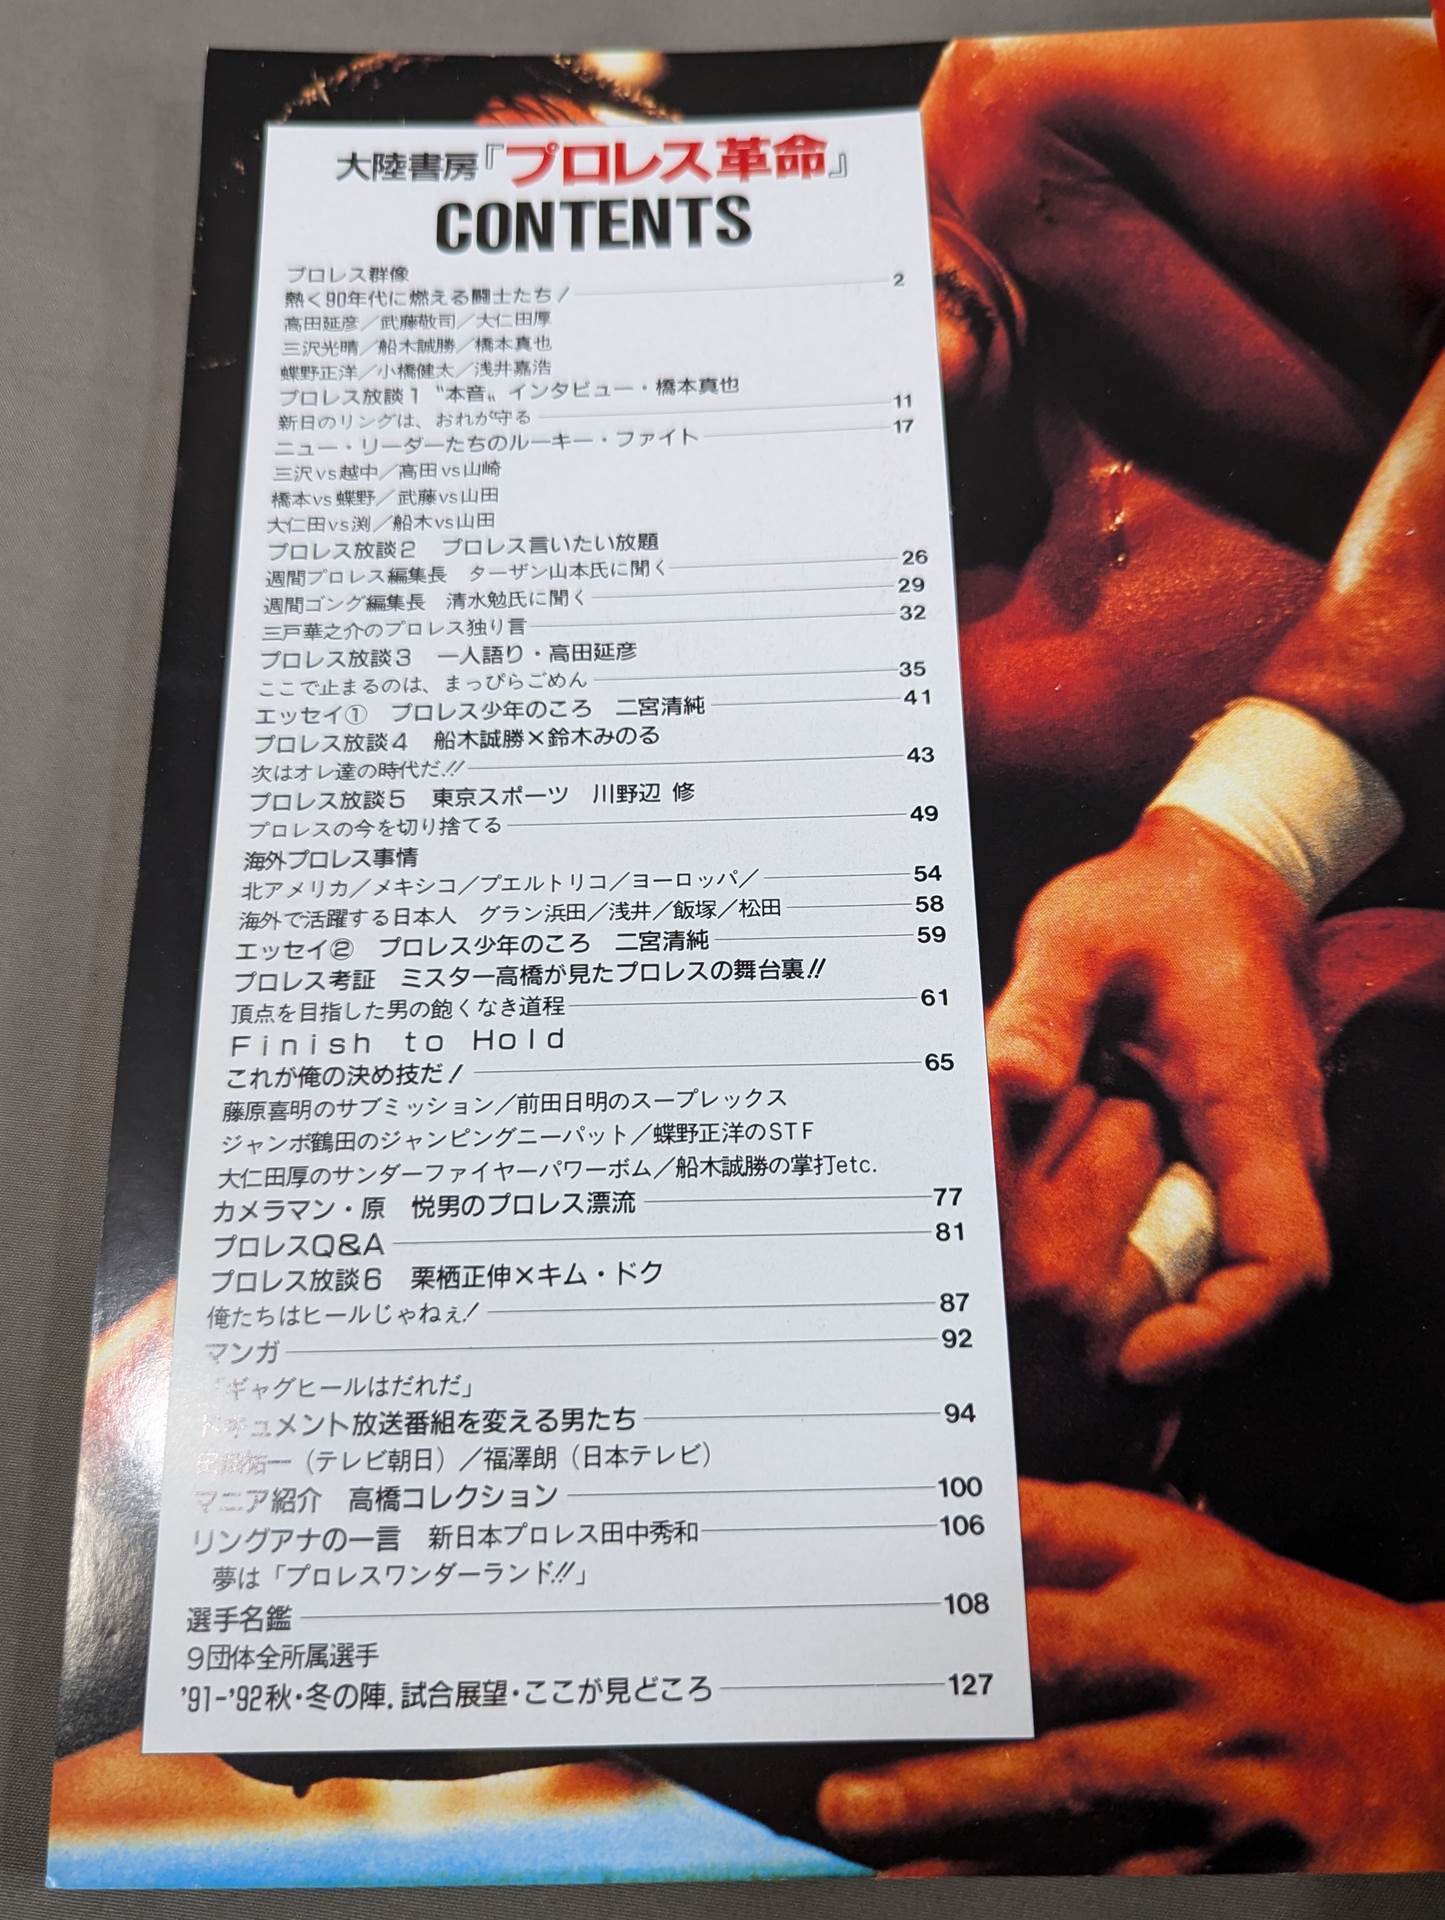 大陸書房『プロレス革命』
CONTENTS
プロレス群像
熱く90年代に燃える闘士たち! 2
高田延彦/武藤敬司/大仁田厚
三沢光晴/船木誠勝/橋本真也
蝶野正洋/小橋健太/浅井嘉浩
プロレス放談1 〝本音〟インタビュー・橋本真也
新日のリングは、おれが守る 11
ニュー・リーダーたちのルーキー・ファイト 17
三沢vs越中/高田vs山崎
橋本vs蝶野/武藤vs山田
大仁田vs渕/船木vs山田
プロレス放談2 プロレス言いたい放題
週間プロレス編集長 ターザン山本氏に聞く 26
週間ゴング編集長 清水勉氏に聞く 29
三戸華之介のプロレス独り言 32
プロレス放談3 一人語り・高田延彦
ここで止まるのは、まっぴらごめん 35
エッセイ① プロレス少年のころ 二宮清純 41
プロレス放談4 船木誠勝×鈴木みのる
次はオレ達の時代だ!! 43
プロレス放談5 東京スポーツ 川野辺 修
プロレスの今を切り捨てる 49
海外プロレス事情
北アメリカ/メキシコ/プエルトリコ/ヨーロッパ/ 54
海外で活躍する日本人 グラン浜田/浅井/飯塚/松田 58
エッセイ② プロレス少年のころ 二宮清純 59
プロレス考証 ミスター高橋が見たプロレスの舞台裏!!
頂点を目指した男の飽くなき道程 61
Finish to Hold
これが俺の決め技だ! 65
藤原喜明のサブミッション/前田日明のスープレックス
ジャンボ鶴田のジャンピングニーパット/蝶野正洋のSTF
大仁田厚のサンダーファイヤーパワーボム/船木誠勝の掌打etc.
カメラマン・原 悦男のプロレス漂流 77
プロレスQ&A 81
プロレス放談6 栗栖正伸×キム・ドク
俺たちはヒールじゃねぇ! 87
マンガ 92
「ギャグヒールはだれだ」
ドキュメント放送番組を変える男たち 94
祐一(テレビ朝日)/福澤朗(日本テレビ)
マニア紹介 高橋コレクション 100
リングアナの一言 新日本プロレス田中秀和 106
夢は「プロレスワンダーランド!!」
選手名鑑 108
9団体全所属選手
'91-'92秋・冬の陣.試合展望・ここが見どころ 127